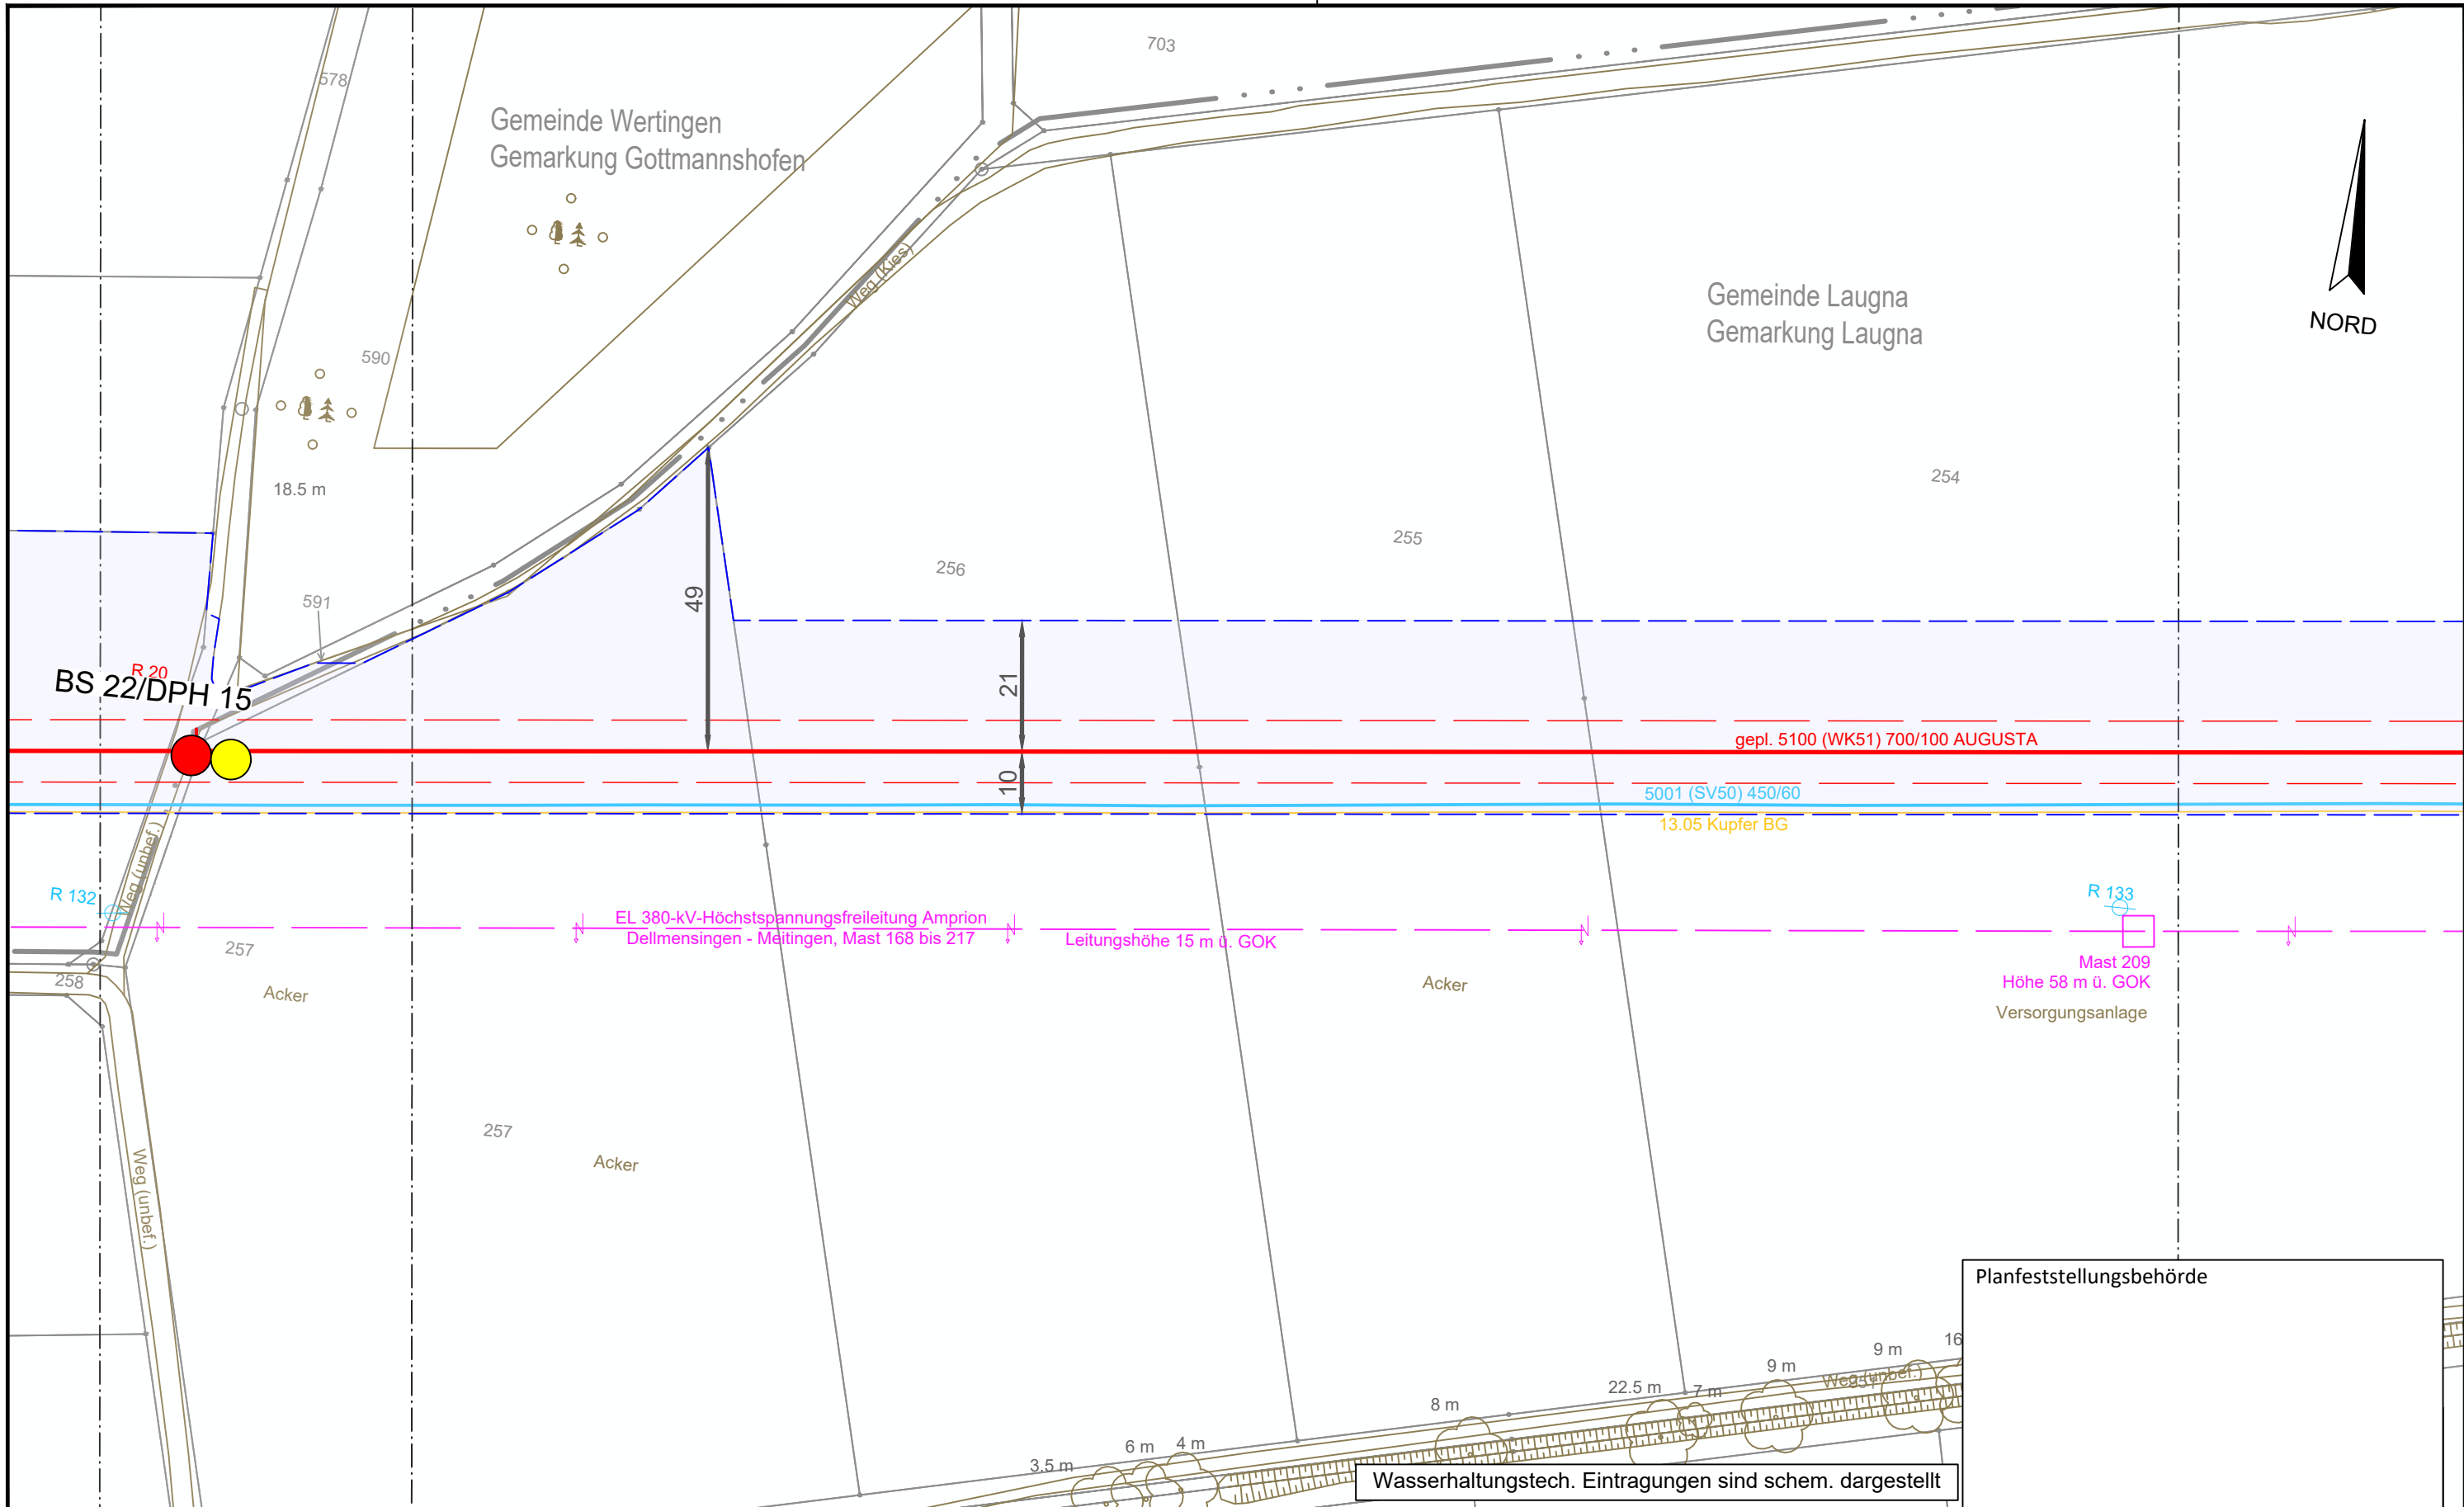 703
578
Gemeinde Wertingen
Gemarkung Gottmannshofen
Weg (Kies)
Gemeinde Laugna
Gemarkung Laugna
NORD
590
18.5 m
254
255
256
591
49
21
R 20
BS 22/DPH 15
gepl. 5100 (WK51) 700/100 AUGUSTA
10
5001 (SV50) 450/60
13.05 Kupfer BG
Weg (unbef.)
R 132
R 133
EL 380-kV-Höchstspannungsfreileitung Amprion
Dellmensingen - Meitingen, Mast 168 bis 217
Leitungshöhe 15 m ü. GOK
257
258
Acker
Acker
Mast 209
Höhe 58 m ü. GOK
Versorgungsanlage
257
Acker
Weg (unbef.)
Planfeststellungsbehörde
9 m
16
9 m
Weg (unbef.)
22.5 m
7 m
8 m
6 m
4 m
3.5 m
Wasserhaltungstech. Eintragungen sind schem. dargestellt